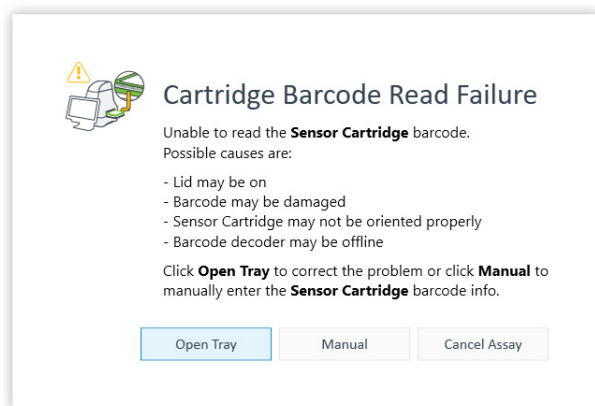 Cartridge Barcode Read Failure
Unable to read the Sensor Cartridge barcode.
Possible causes are:
- Lid may be on
- Barcode may be damaged
- Sensor Cartridge may not be oriented properly
- Barcode decoder may be offline
Click Open Tray to correct the problem or click Manual to
manually enter the Sensor Cartridge barcode info.
Open Tray
Manual
Cancel Assay